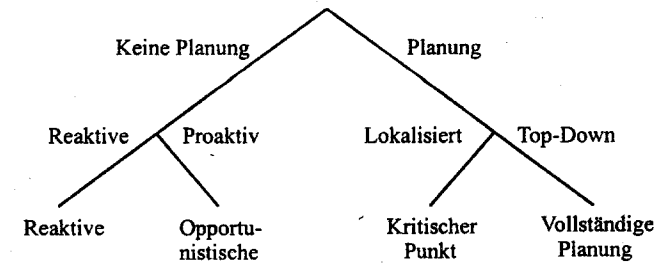 Keine Planung Planung
Reaktive Proaktiv Lokalisiert Top-Down
Reaktive Opportu- Kritischer Vollständige
nistische Punkt Planung